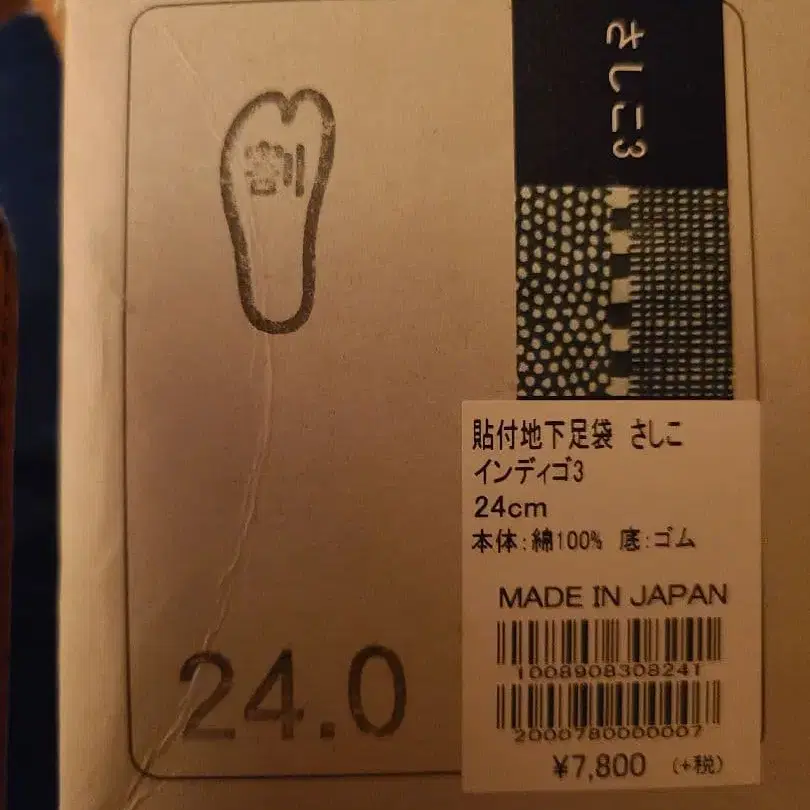 さしこ3
割
24.0
貼付地下足袋 さしこ
インディゴ3
24cm
本体:綿100% 底:ゴム
MADE IN JAPAN
1008908308241
2000780000007
¥7,800 (+税)